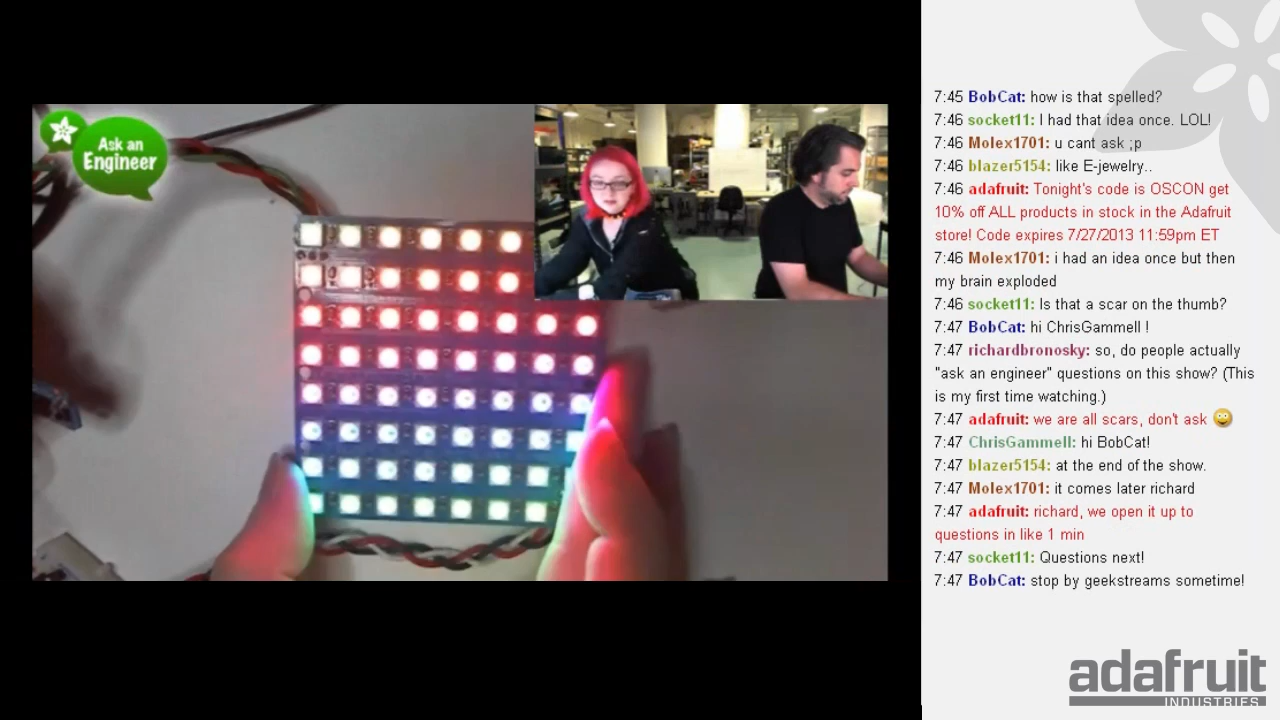 Ask an
Engineer
7:45 BobCat: how is that spelled?
7:46 socket11: I had that idea once. LOL!
7:46 Molex1701: u cant ask ;p
7:46 blazer5154: like E-jewelry..
7:46 adafruit: Tonight's code is OSCON get
10% off ALL products in stock in the Adafruit
store! Code expires 7/27/2013 11:59pm ET
7:46 Molex1701: i had an idea once but then
my brain exploded
7:46 socket11: Is that a scar on the thumb?
7:47 BobCat: hi ChrisGammell !
7:47 richardbronosky: so, do people actually
"ask an engineer" questions on this show? (This
is my first time watching.)
7:47 adafruit: we are all scars, don't ask
7:47 ChrisGammell: hi BobCat!
7:47 blazer5154: at the end of the show.
7:47 Molex1701: it comes later richard
7:47 adafruit: richard, we open it up to
questions in like 1 min
7:47 socket11: Questions next!
7:47 BobCat: stop by geekstreams sometime!
adafruit
INDUSTRIES